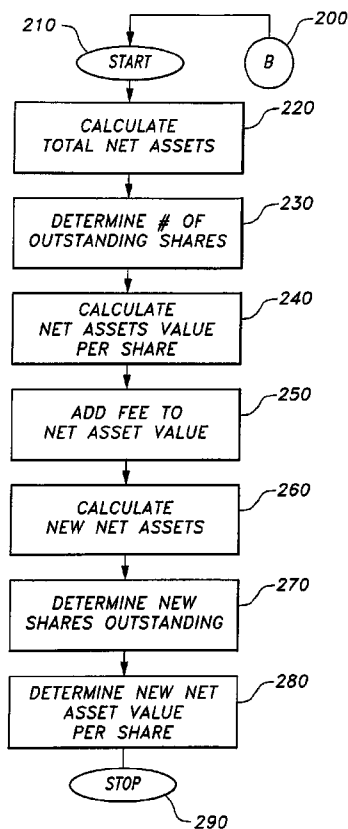 210
200
START
B
220
CALCULATE
TOTAL NET ASSETS
230
DETERMINE # OF
OUTSTANDING SHARES
240
CALCULATE
NET ASSETS VALUE
PER SHARE
250
ADD FEE TO
NET ASSET VALUE
260
CALCULATE
NEW NET ASSETS
270
DETERMINE NEW
SHARES OUTSTANDING
280
DETERMINE NEW NET
ASSET VALUE
PER SHARE
STOP
290